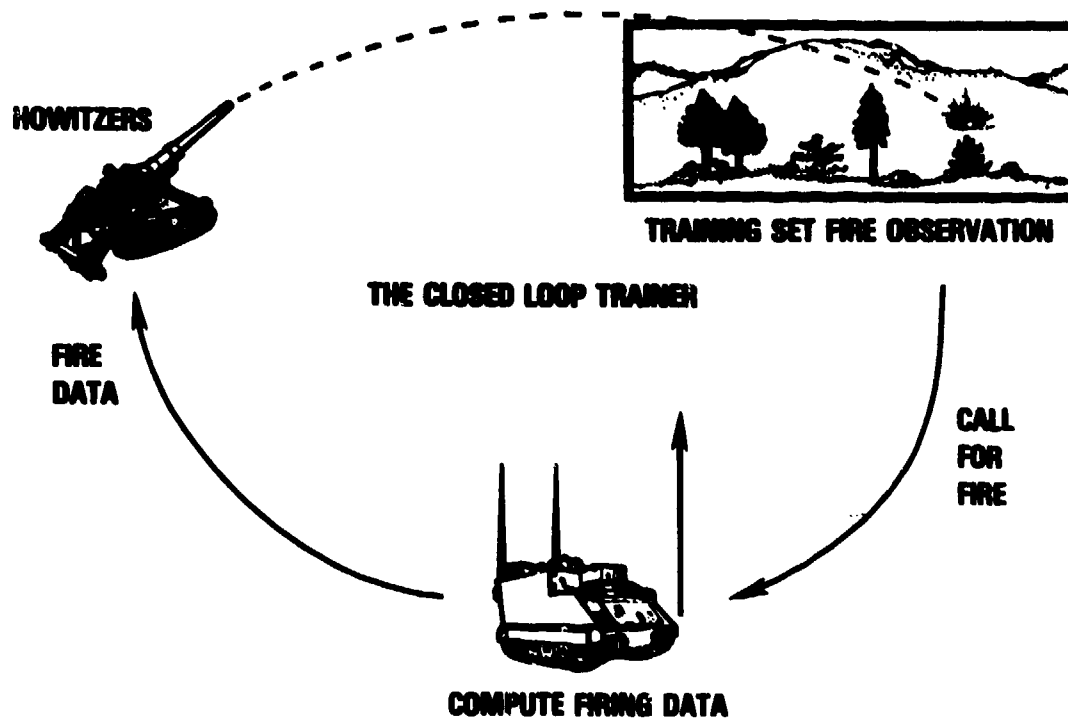 HOWITZERS
TRAINING SET FIRE OBSERVATION
THE CLOSED LOOP TRAINER
FIRE
DATA
CALL
FOR
FIRE
COMPUTE FIRING DATA